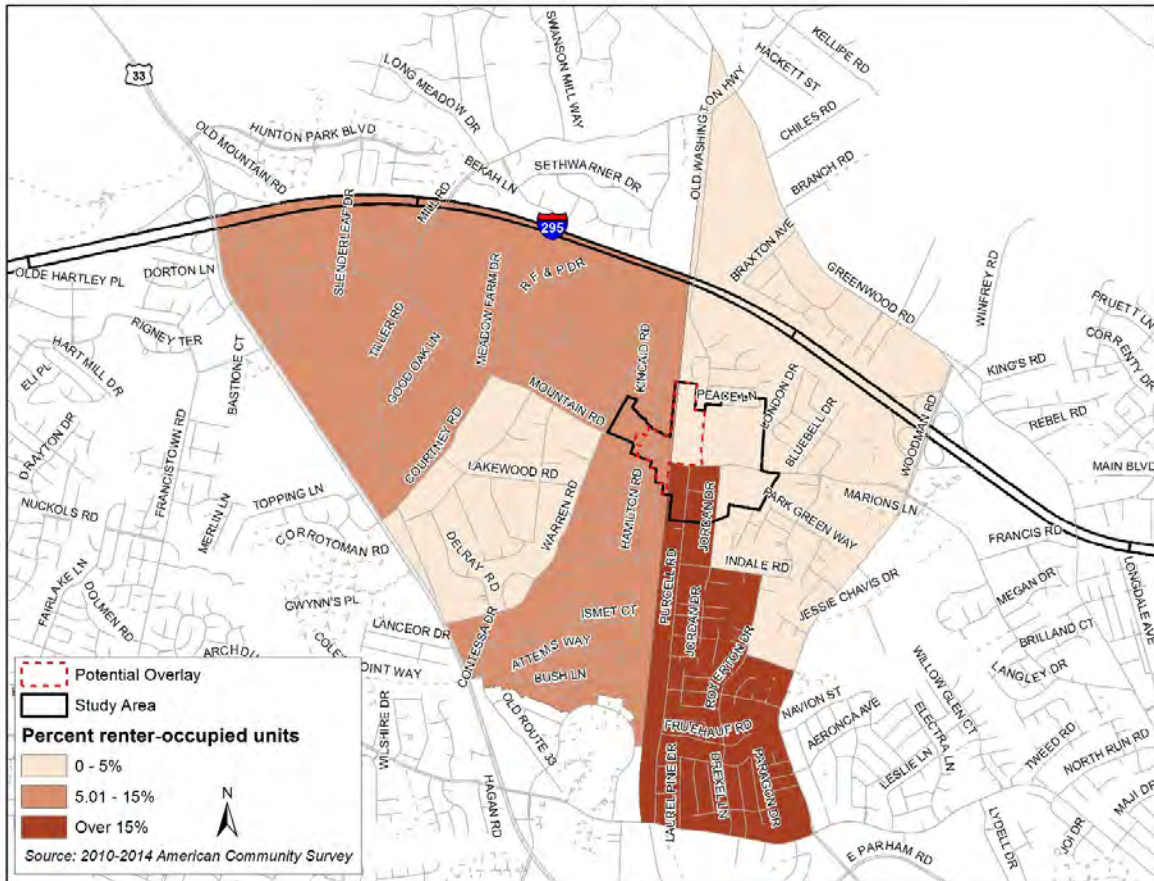 33
SWANSON MILL WAY
LONG MEADOW DR
KELLIPE RD
HACKETT ST
CHILES RD
BRANCH RD
OLD WASHINGTON HWY
HUNTON PARK BLVD
OLD MOUNTAIN RD
BEKAH LN
SETHWARNER DR
MILL RD
SLENDERLEAF DR
295
BRAXTON AVE
GREENWOOD RD
WINFREY RD
OLDE HARTLEY PL
DORTON LN
R F & P DR
MEADOW FARM DR
PRUETT LN
CORRENTY DR
RIGNEY TER
TILLER RD
GOOD OAK LN
KINCAID RD
KING'S RD
HART MILL DR
ELI PL
BASTIONE CT
MOUNTAIN RD
PEACE LN
LONDON DR
BLUEBELL DR
WOODMAN RD
REBEL RD
DRAYTON DR
FRANCISTOWN RD
COURTNEY RD
LAKEWOOD RD
MAIN BLVD
NUCKOLS RD
MERLIN LN
TOPPING LN
WARREN RD
HAMILTON RD
JORDAN DR
PARK GREEN WAY
MARIONS LN
CORROTOMAN RD
DELRAY RD
FRANCIS RD
FAIRLAKE LN
DOLMEN RD
GWYNN'S PL
PURCELL RD
INDALE RD
JESSIE CHAVIS DR
MEGAN DR
LONGDALE AVE
LANCEOR DR
CONTESSA DR
ISMET CT
JORDAN DR
BRILLAND CT
ATTEMS WAY
BUSH LN
ROYERTON DR
WILLOW GLEN CT
LANGLEY DR
OINT WAY
OLD ROUTE 33
NAVION ST
AERONCA AVE
ELECTRA LN
TWEED RD
WILSHIRE DR
FRUEHAUF RD
LESLIE LN
NORTH RUN RD
HAGAN RD
LAUREL PINE DR
DREXEL LN
PARAGON DR
MAJI DR
LYDELL DR
JOI DR
E PARHAM RD
Potential Overlay
Study Area
Percent renter-occupied units
0 - 5%
5.01 - 15%
Over 15%
N
Source: 2010-2014 American Community Survey